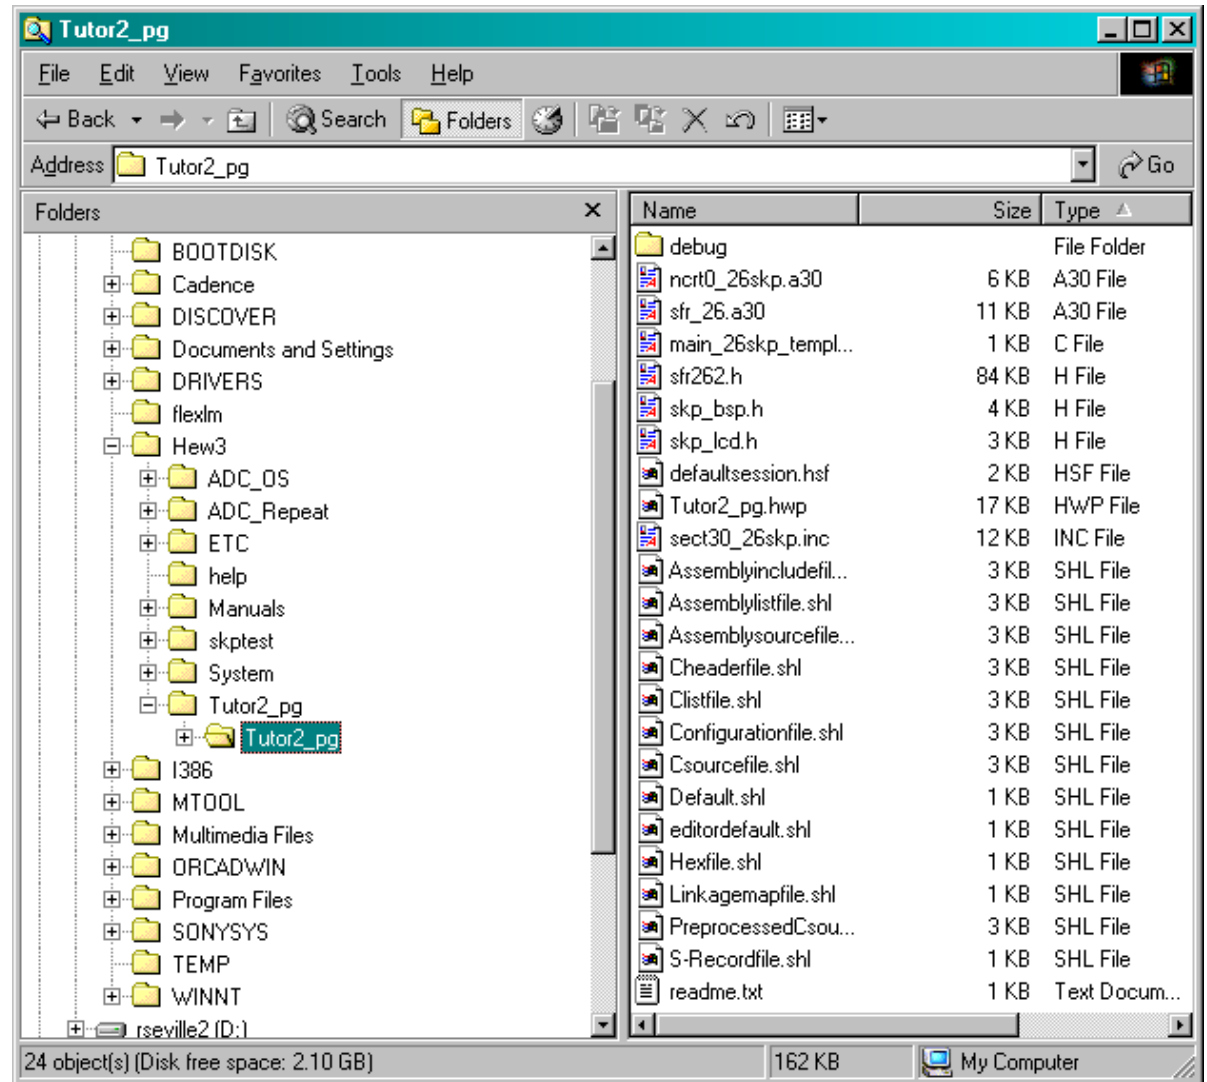 Tutor2_pg
File Edit View Favorites Tools Help
Back Search Folders
Address Tutor2_pg Go
Folders
BOOTDISK
Cadence
DISCOVER
Documents and Settings
DRIVERS
flexlm
Hew3
ADC_OS
ADC_Repeat
ETC
help
Manuals
skptest
System
Tutor2_pg
Tutor2_pg
I386
MTOOL
Multimedia Files
ORCADWIN
Program Files
SONYSYS
TEMP
WINNT
rseville2 (D:)
Name Size Type
debug File Folder
ncrt0_26skp.a30 6 KB A30 File
sfr_26.a30 11 KB A30 File
main_26skp_templ... 1 KB C File
sfr262.h 84 KB H File
skp_bsp.h 4 KB H File
skp_lcd.h 3 KB H File
defaultsession.hsf 2 KB HSF File
Tutor2_pg.hwp 17 KB HWP File
sect30_26skp.inc 12 KB INC File
Assemblyincludefil... 3 KB SHL File
Assemblylistfile.shl 3 KB SHL File
Assemblysourcefile... 3 KB SHL File
Cheaderfile.shl 3 KB SHL File
Clistfile.shl 3 KB SHL File
Configurationfile.shl 3 KB SHL File
Csourcefile.shl 3 KB SHL File
Default.shl 1 KB SHL File
editordefault.shl 1 KB SHL File
Hexfile.shl 1 KB SHL File
Linkagemapfile.shl 1 KB SHL File
PreprocessedCsou... 3 KB SHL File
S-Recordfile.shl 1 KB SHL File
readme.txt 1 KB Text Docum...
24 object(s) (Disk free space: 2.10 GB) 162 KB My Computer